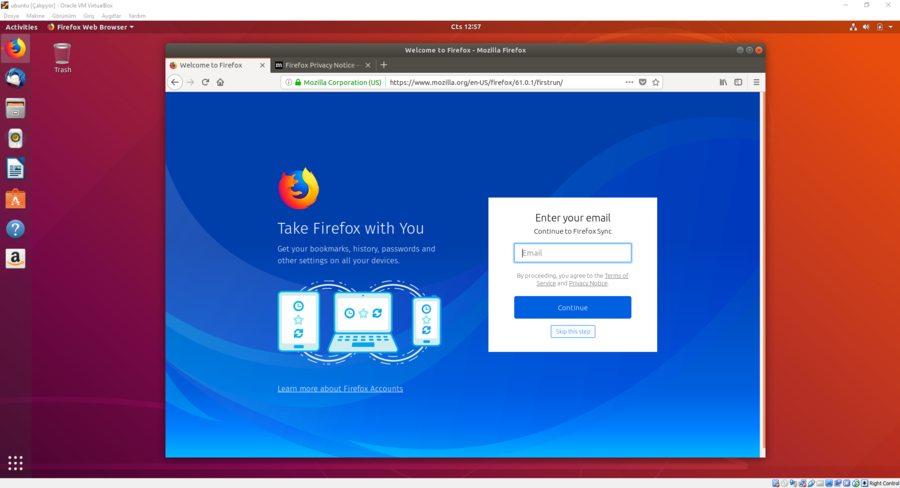 ubuntu [Çalışıyor] - Oracle VM VirtualBox
Dosya Makine Görünüm Giriş Aygıtlar Yardım
Activities Firefox Web Browser Cts 12:57
Trash
Welcome to Firefox - Mozilla Firefox
Welcome to Firefox
Firefox Privacy Notice —
Mozilla Corporation (US) https://www.mozilla.org/en-US/firefox/61.0.1/firstrun/
Take Firefox with You
Get your bookmarks, history, passwords and
other settings on all your devices.
Learn more about Firefox Accounts
Enter your email
Continue to Firefox Sync
Email
By proceeding, you agree to the Terms of
Service and Privacy Notice.
Continue
Skip this step
Right Control